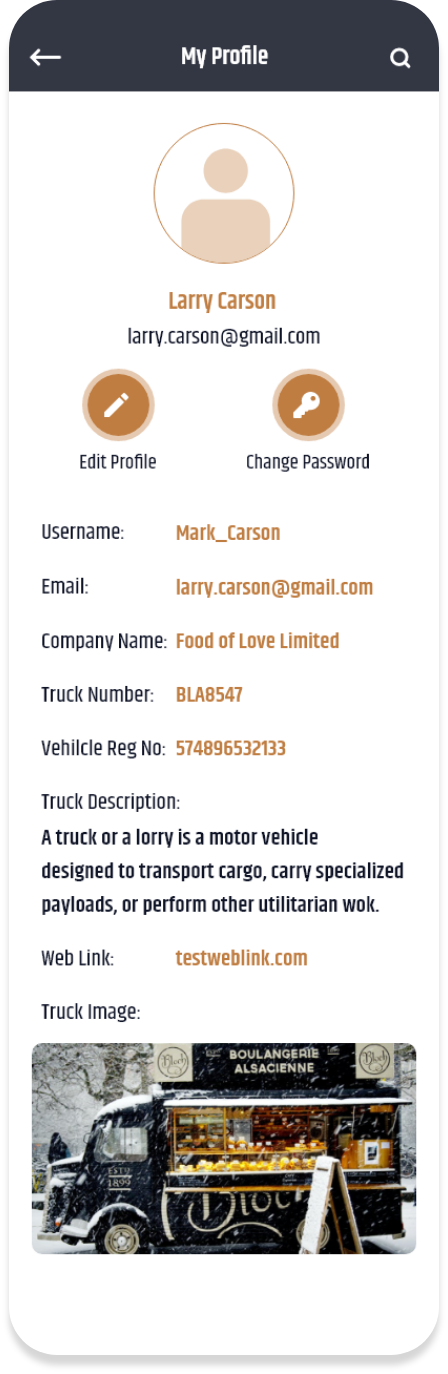 My Profile
Larry Carson
larry.carson@gmail.com
Edit Profile
Change Password
Username: Mark_Carson
Email: larry.carson@gmail.com
Company Name: Food of Love Limited
Truck Number: BLA8547
Vehilcle Reg No: 574896532133
Truck Description:
A truck or a lorry is a motor vehicle
designed to transport cargo, carry specialized
payloads, or perform other utilitarian wok.
Web Link: testweblink.com
Truck Image:
Bloch
BOULANGERIE
ALSACIENNE
Bloch
ESTD
1899
Bloch